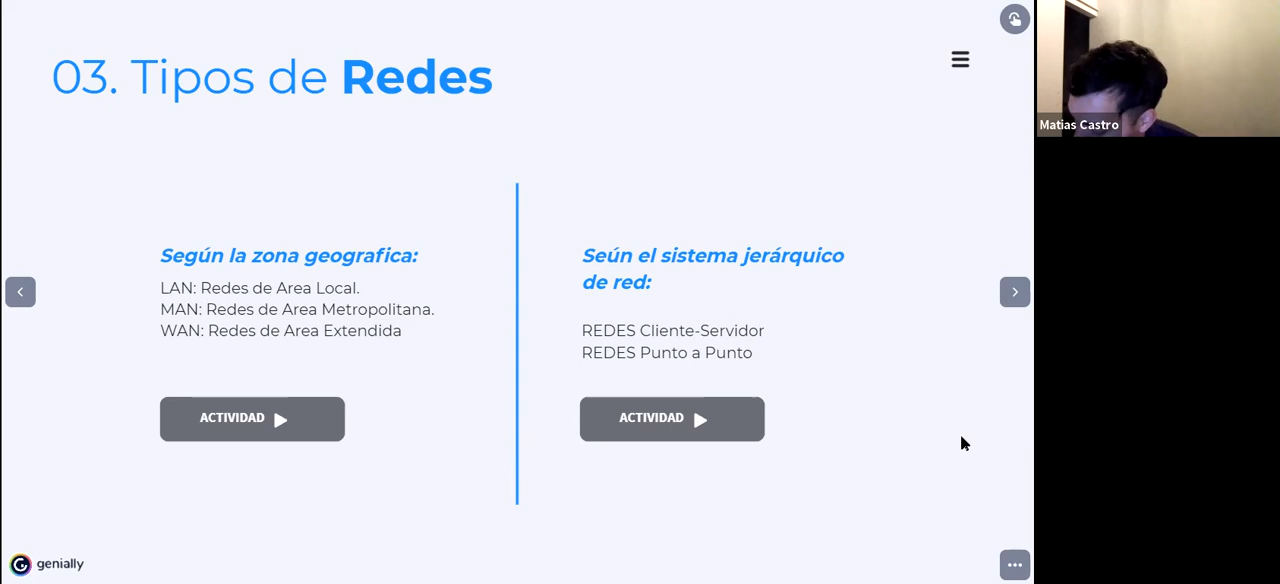 03. Tipos de Redes
Según la zona geografica:
LAN: Redes de Area Local.
MAN: Redes de Area Metropolitana.
WAN: Redes de Area Extendida
ACTIVIDAD
Seún el sistema jerárquico
de red:
REDES Cliente-Servidor
REDES Punto a Punto
ACTIVIDAD
genially
Matias Castro